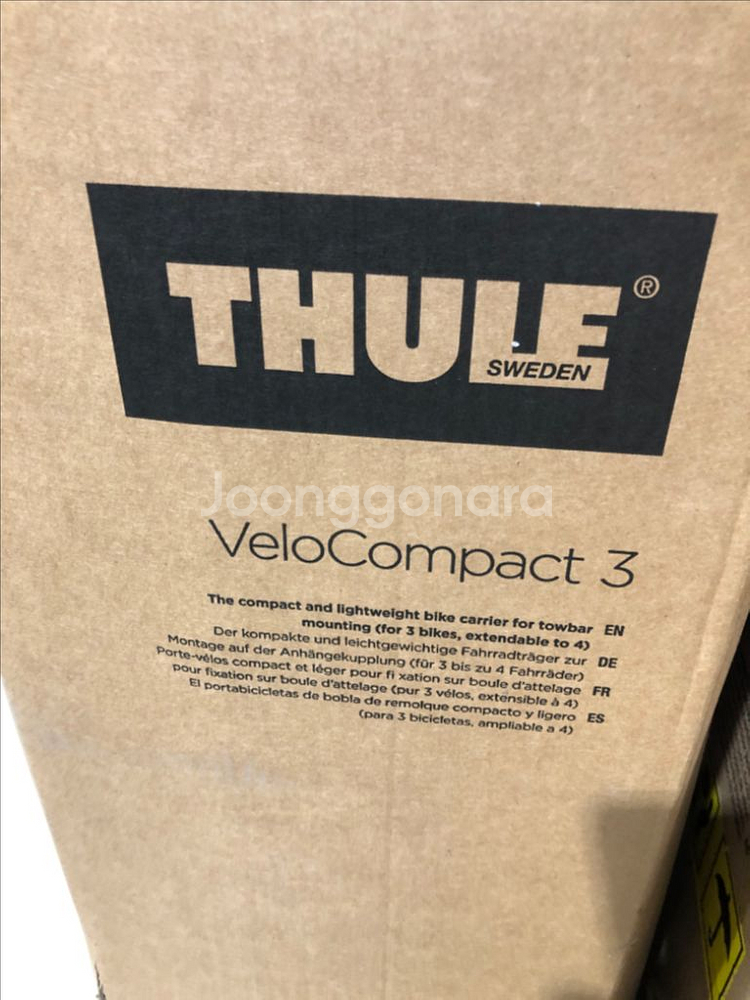 THULE®
SWEDEN
Joonggonara
VeloCompact 3
The compact and lightweight bike carrier for towbar EN
mounting (for 3 bikes, extendable to 4)
Der kompakte und leichtgewichtige Fahrradträger zur DE
Montage auf der Anhängekupplung (für 3 bis zu 4 Fahrräder)
Porte-vélos compact et léger pour fi xation sur boule d'attelage FR
pour fixation sur boule d'attelage (pur 3 vélos, extensible à 4)
El portabicicletas de bobla de remolque compacto y ligero ES
(para 3 bicicletas, ampliable a 4)